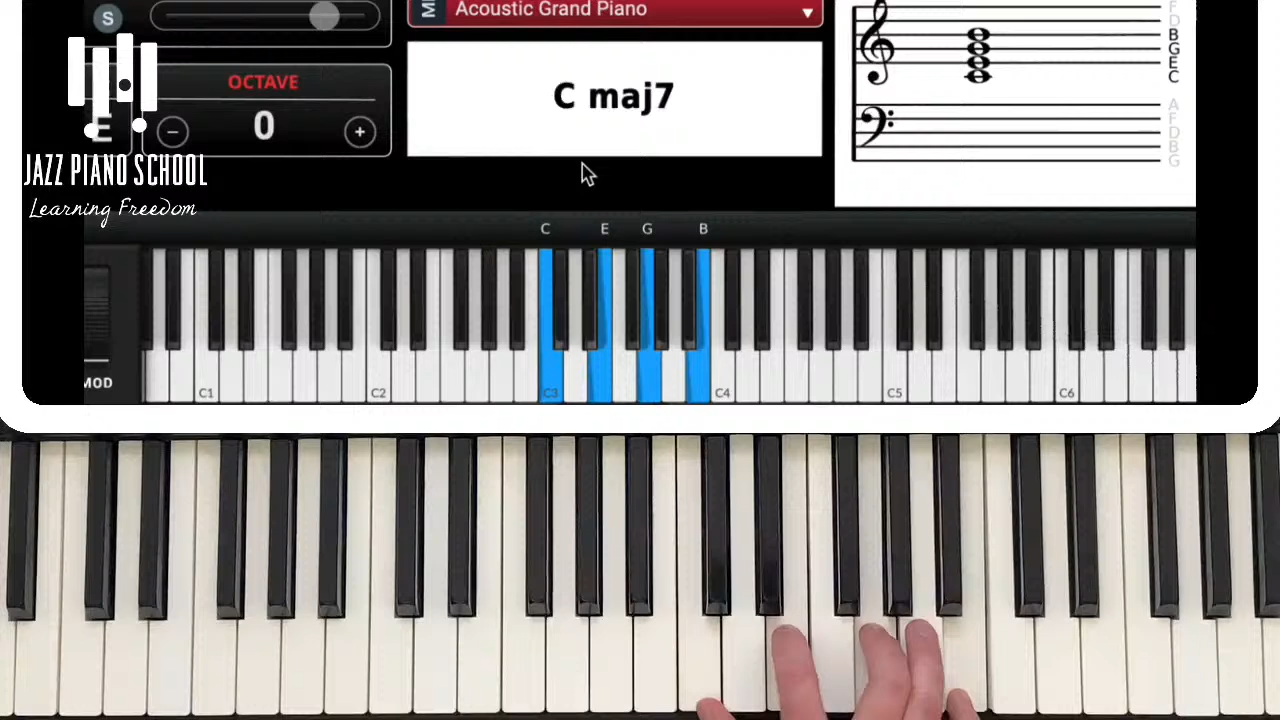 S
M
Acoustic Grand Piano
F
D
B
G
E
C
OCTAVE
− 0 +
E
C maj7
A
F
D
B
G
JAZZ PIANO SCHOOL
Learning Freedom
C E G B
MOD
C1 C2 C3 C4 C5 C6